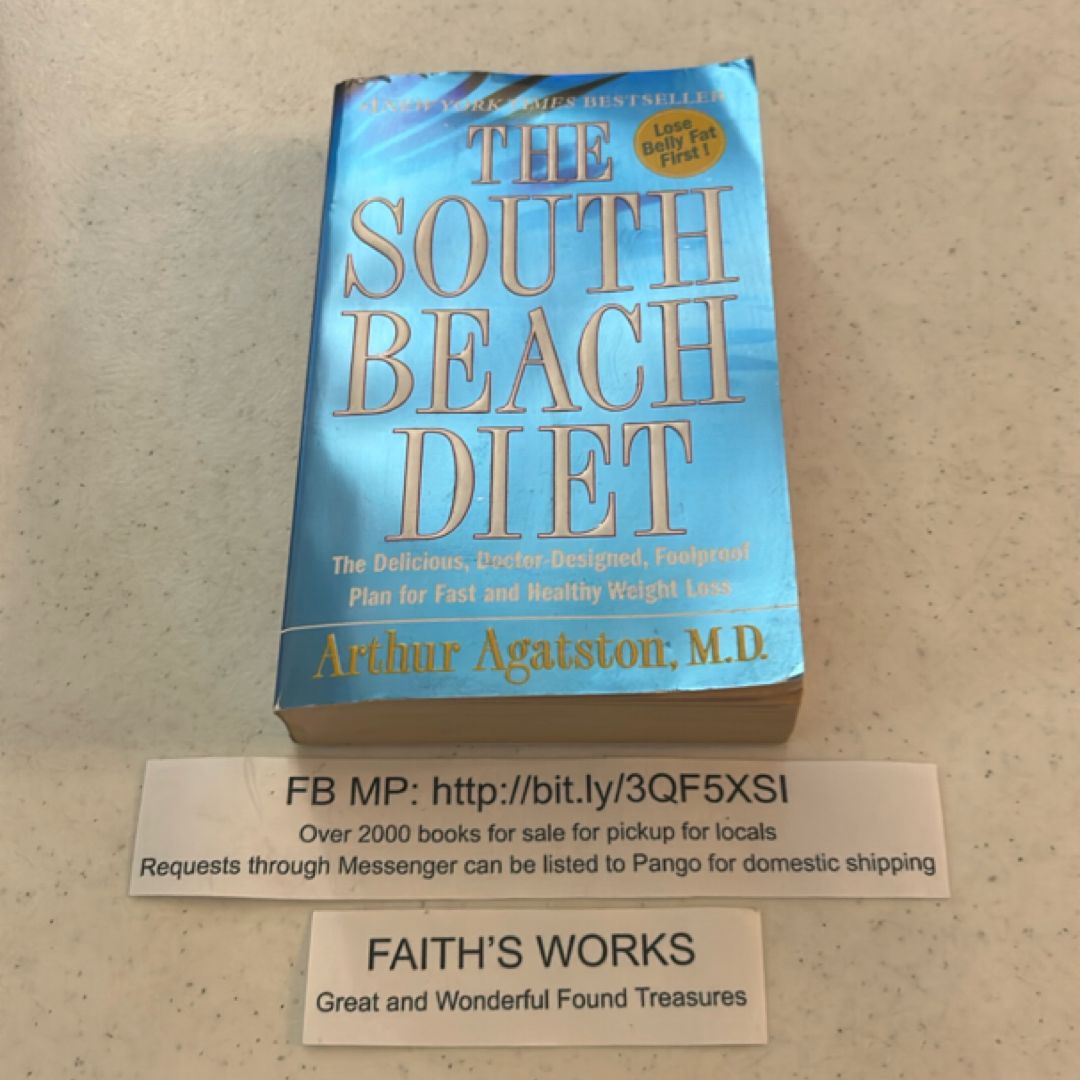 #1 NEW YORK TIMES BESTSELLER
THE
Lose
Belly Fat
First!
SOUTH
BEACH
DIET
The Delicious, Doctor-Designed, Foolproof
Plan for Fast and Healthy Weight Loss
Arthur Agatston, M.D.
FB MP: http://bit.ly/3QF5XSI
Over 2000 books for sale for pickup for locals
Requests through Messenger can be listed to Pango for domestic shipping
FAITH'S WORKS
Great and Wonderful Found Treasures